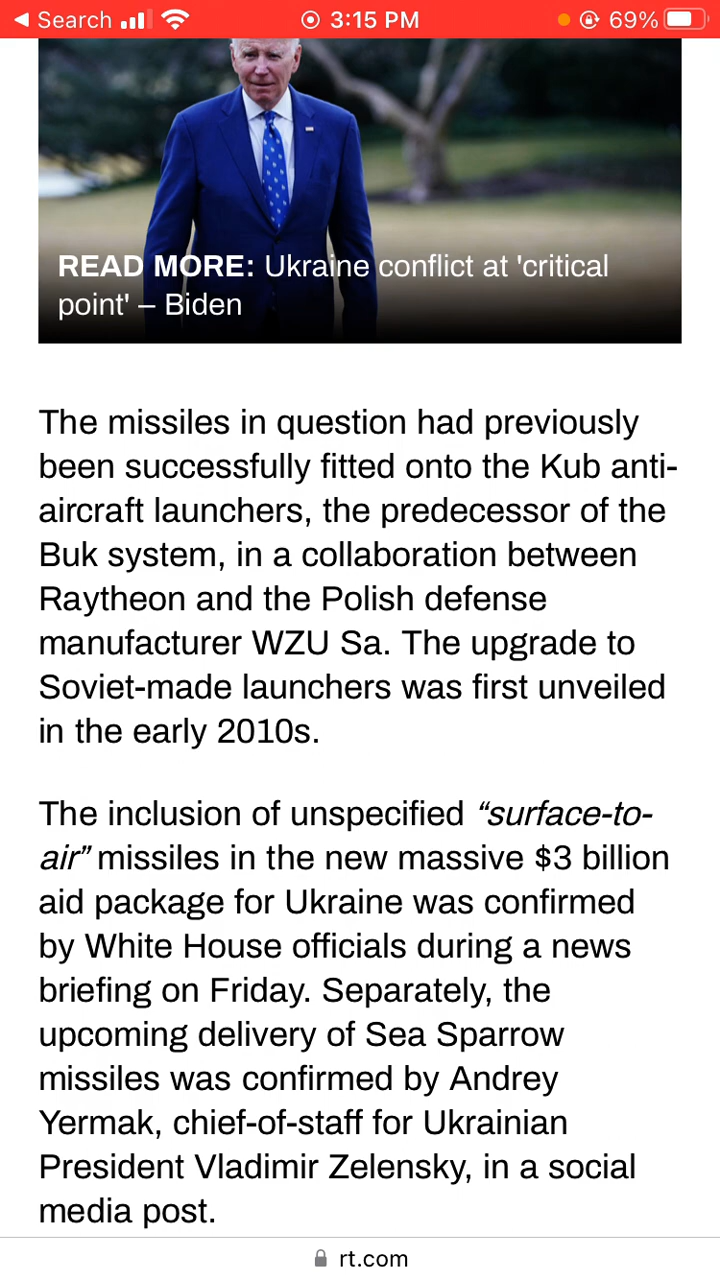 Search 3:15 PM 69%
READ MORE: Ukraine conflict at 'critical
point' – Biden
The missiles in question had previously
been successfully fitted onto the Kub anti-
aircraft launchers, the predecessor of the
Buk system, in a collaboration between
Raytheon and the Polish defense
manufacturer WZU Sa. The upgrade to
Soviet-made launchers was first unveiled
in the early 2010s.
The inclusion of unspecified “surface-to-
air” missiles in the new massive $3 billion
aid package for Ukraine was confirmed
by White House officials during a news
briefing on Friday. Separately, the
upcoming delivery of Sea Sparrow
missiles was confirmed by Andrey
Yermak, chief-of-staff for Ukrainian
President Vladimir Zelensky, in a social
media post.
rt.com